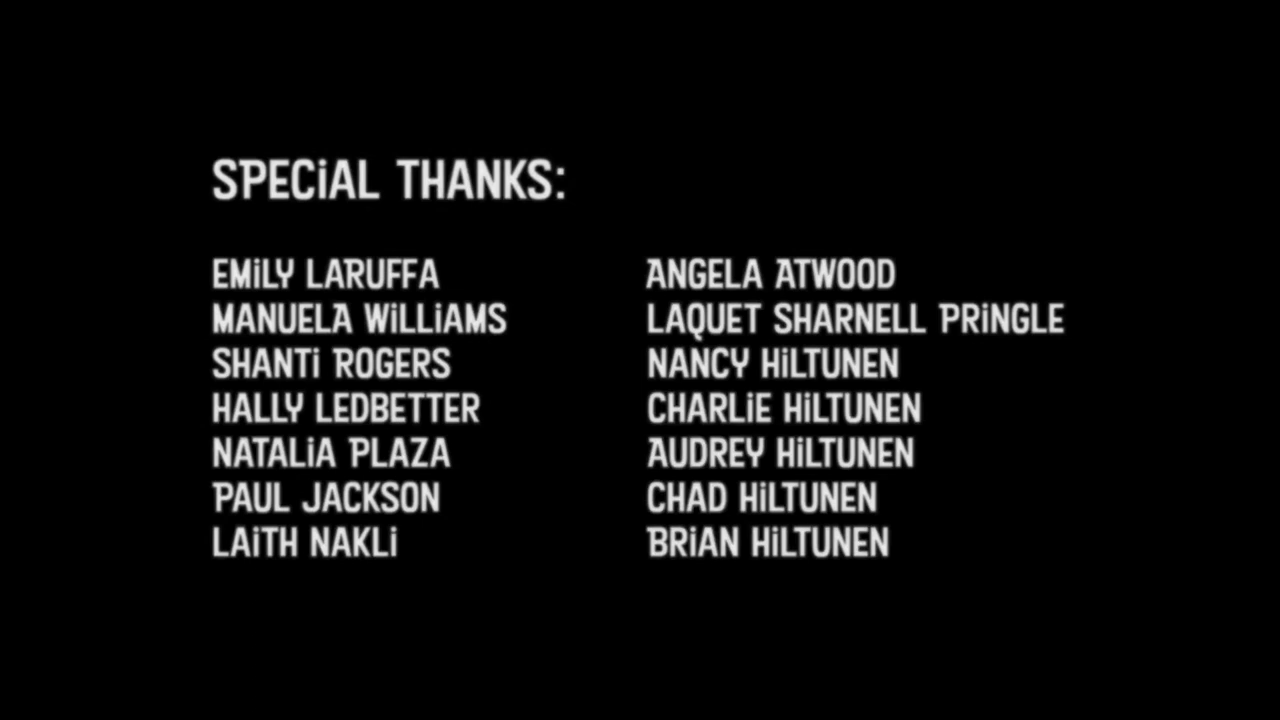 SPECiAL THANKS:
EMiLY LARUFFA
MANUELA WiLLiAMS
SHANTi ROGERS
HALLY LEDBETTER
NATALiA PLAZA
PAUL JACKSON
LAiTH NAKLi
ANGELA ATWOOD
LAQUET SHARNELL PRiNGLE
NANCY HiLTUNEN
CHARLiE HiLTUNEN
AUDREY HiLTUNEN
CHAD HiLTUNEN
BRiAN HiLTUNEN